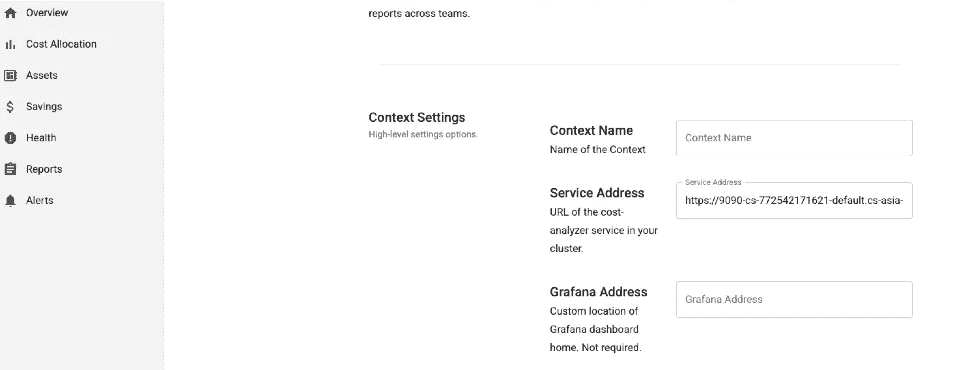 Overview
Cost Allocation
Assets
Savings
Health
Reports
Alerts
reports across teams.
Context Settings
High-level settings options.
Context Name
Name of the Context
Context Name
Service Address
URL of the cost-
analyzer service in your
cluster.
Service Address
https://9090-cs-772542171621-default.cs-asia-
Grafana Address
Custom location of
Grafana dashboard
home. Not required.
Grafana Address